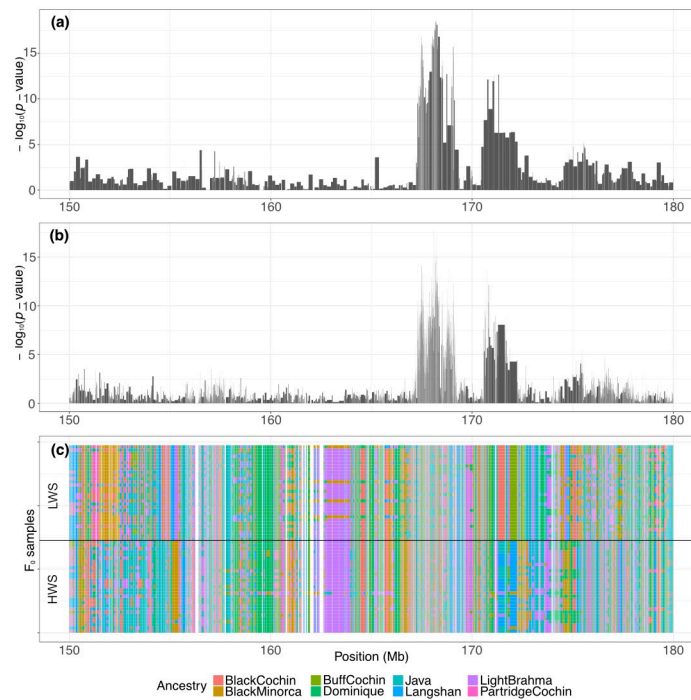 (a)
− log₁₀(p − value)
15
10
5
0
150 160 170 180
(b)
− log₁₀(p − value)
15
10
5
0
150 160 170 180
(c)
F₀ samples
LWS
HWS
150 160 170 180
Position (Mb)
Ancestry
BlackCochin BuffCochin Java LightBrahma
BlackMinorca Dominique Langshan PartridgeCochin